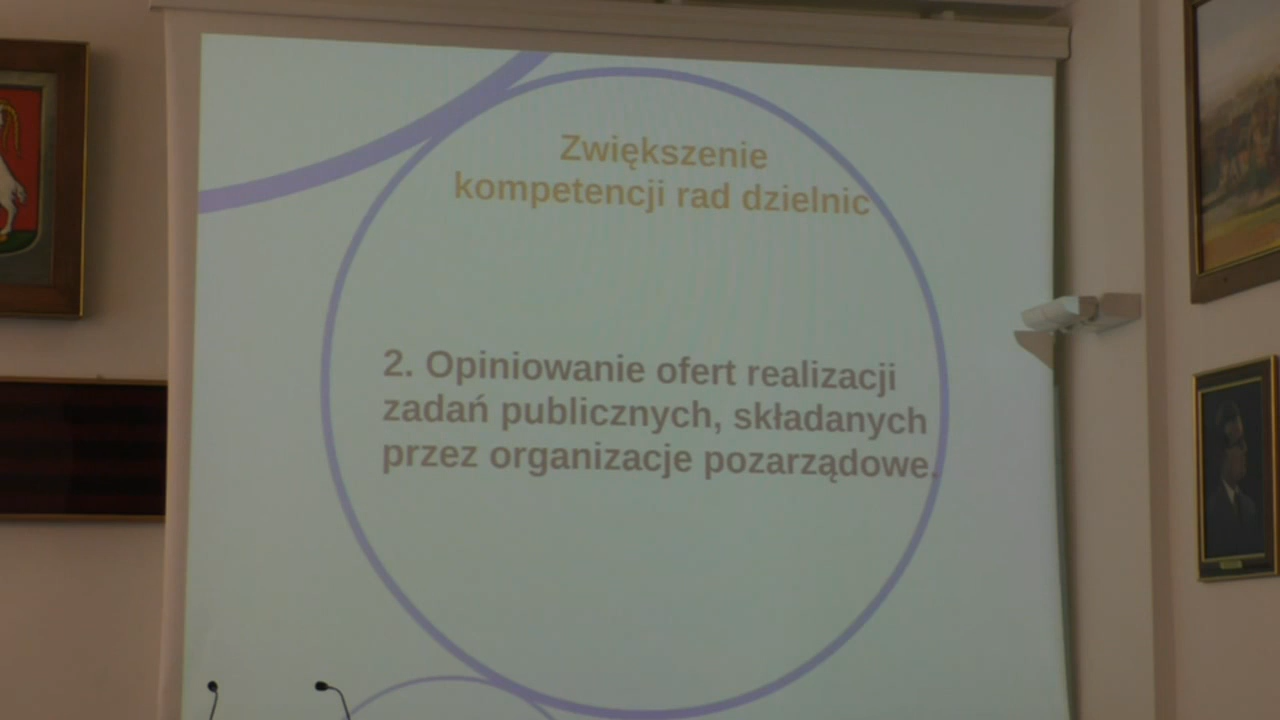 Zwiększenie
kompetencji rad dzielnic
2. Opiniowanie ofert realizacji
zadań publicznych, składanych
przez organizacje pozarządowe.